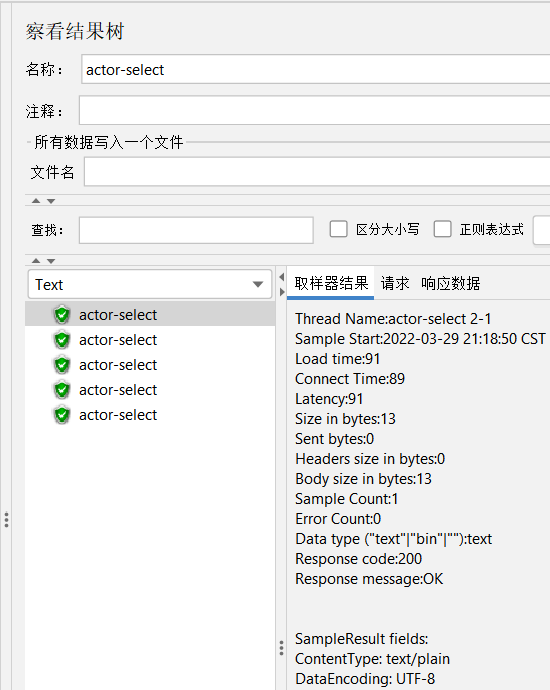 察看结果树
名称： actor-select
注释：
所有数据写入一个文件
文件名
查找： 区分大小写 正则表达式
Text
actor-select
actor-select
actor-select
actor-select
actor-select
取样器结果 请求 响应数据
Thread Name:actor-select 2-1
Sample Start:2022-03-29 21:18:50 CST
Load time:91
Connect Time:89
Latency:91
Size in bytes:13
Sent bytes:0
Headers size in bytes:0
Body size in bytes:13
Sample Count:1
Error Count:0
Data type ("text"|"bin"|""):text
Response code:200
Response message:OK
SampleResult fields:
ContentType: text/plain
DataEncoding: UTF-8